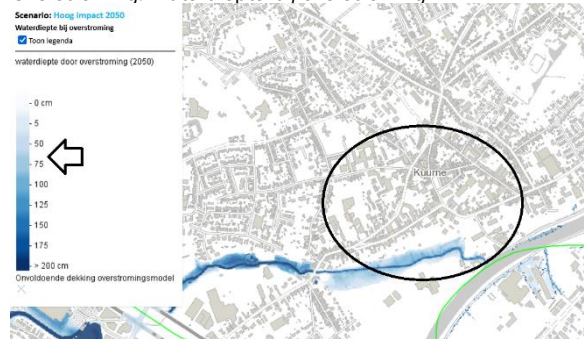 Scenario: Hoog Impact 2050
Waterdiepte bij overstroming
Toon legenda
waterdiepte door overstroming (2050)
- 0 cm
- 5
- 50
- 75
- 100
- 125
- 150
- 175
- > 200 cm
Onvoldoende dekking overstromingsmodel
Kuurne